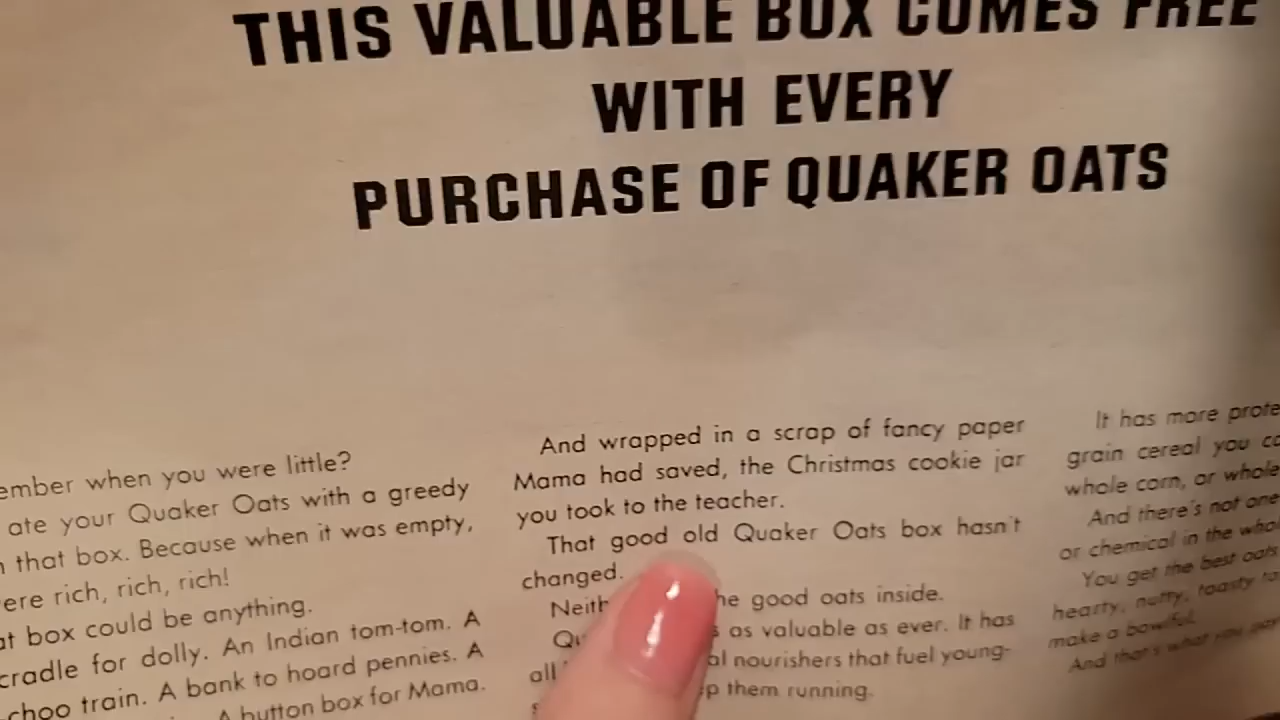 THIS VALUABLE BOX COMES FREE
WITH EVERY
PURCHASE OF QUAKER OATS
ember when you were little?
ate your Quaker Oats with a greedy
that box. Because when it was empty,
ere rich, rich, rich!
at box could be anything.
cradle for dolly. An Indian tom-tom. A
choo train. A bank to hoard pennies. A
A button box for Mama.
And wrapped in a scrap of fancy paper
Mama had saved, the Christmas cookie jar
you took to the teacher.
That good old Quaker Oats box hasn't
changed.
Neith he good oats inside.
Qu s as valuable as ever. It has
all al nourishers that fuel young-
s p them running.
It has more prote
grain cereal you ca
whole corn, or whole
And there's not one
or chemical in the who
You get the best oats
hearty, nutty, toasty ta
make a bowlful.
And that's what you